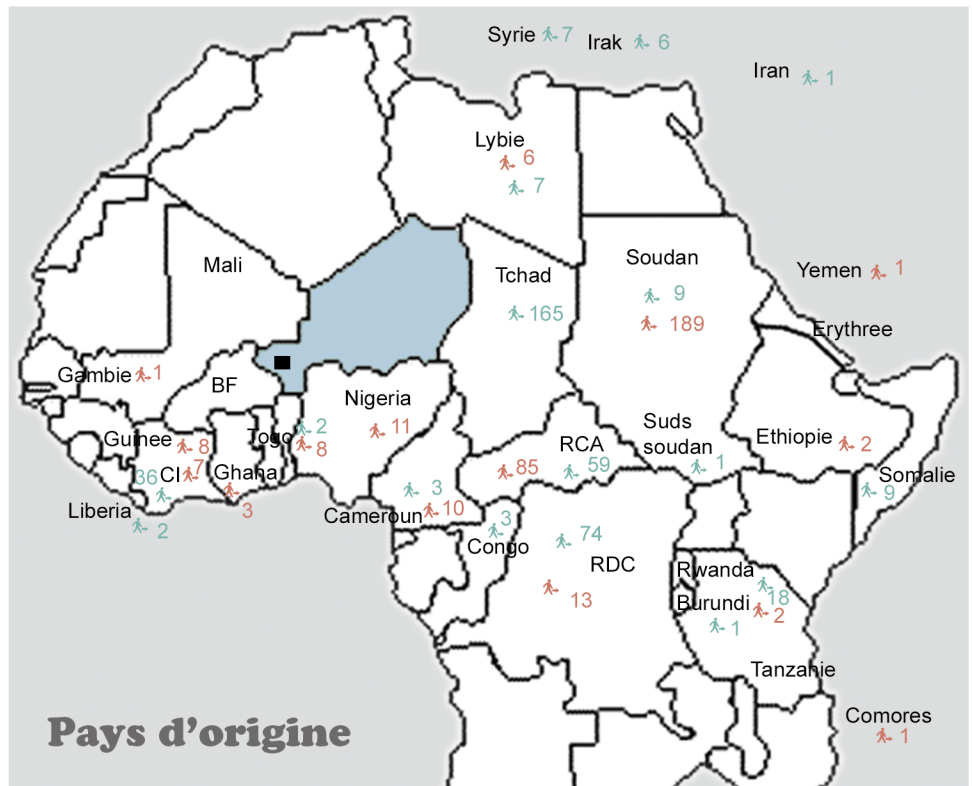 Syrie 7
Irak 6
Iran 1
Lybie
6
7
Mali
Tchad
165
Soudan
9
189
Yemen 1
Erythree
Gambie 1
BF
Nigeria
11
Togo 2
8
Guinee 8
36 CI 7
Ghana
3
Liberia
2
RCA
85 59
Suds
soudan
1
Ethiopie 2
Somalie
9
Cameroun
3
10
3
Congo
74
RDC
13
Rwanda
18
Burundi 2
1
Tanzanie
Comores
1
Pays d'origine